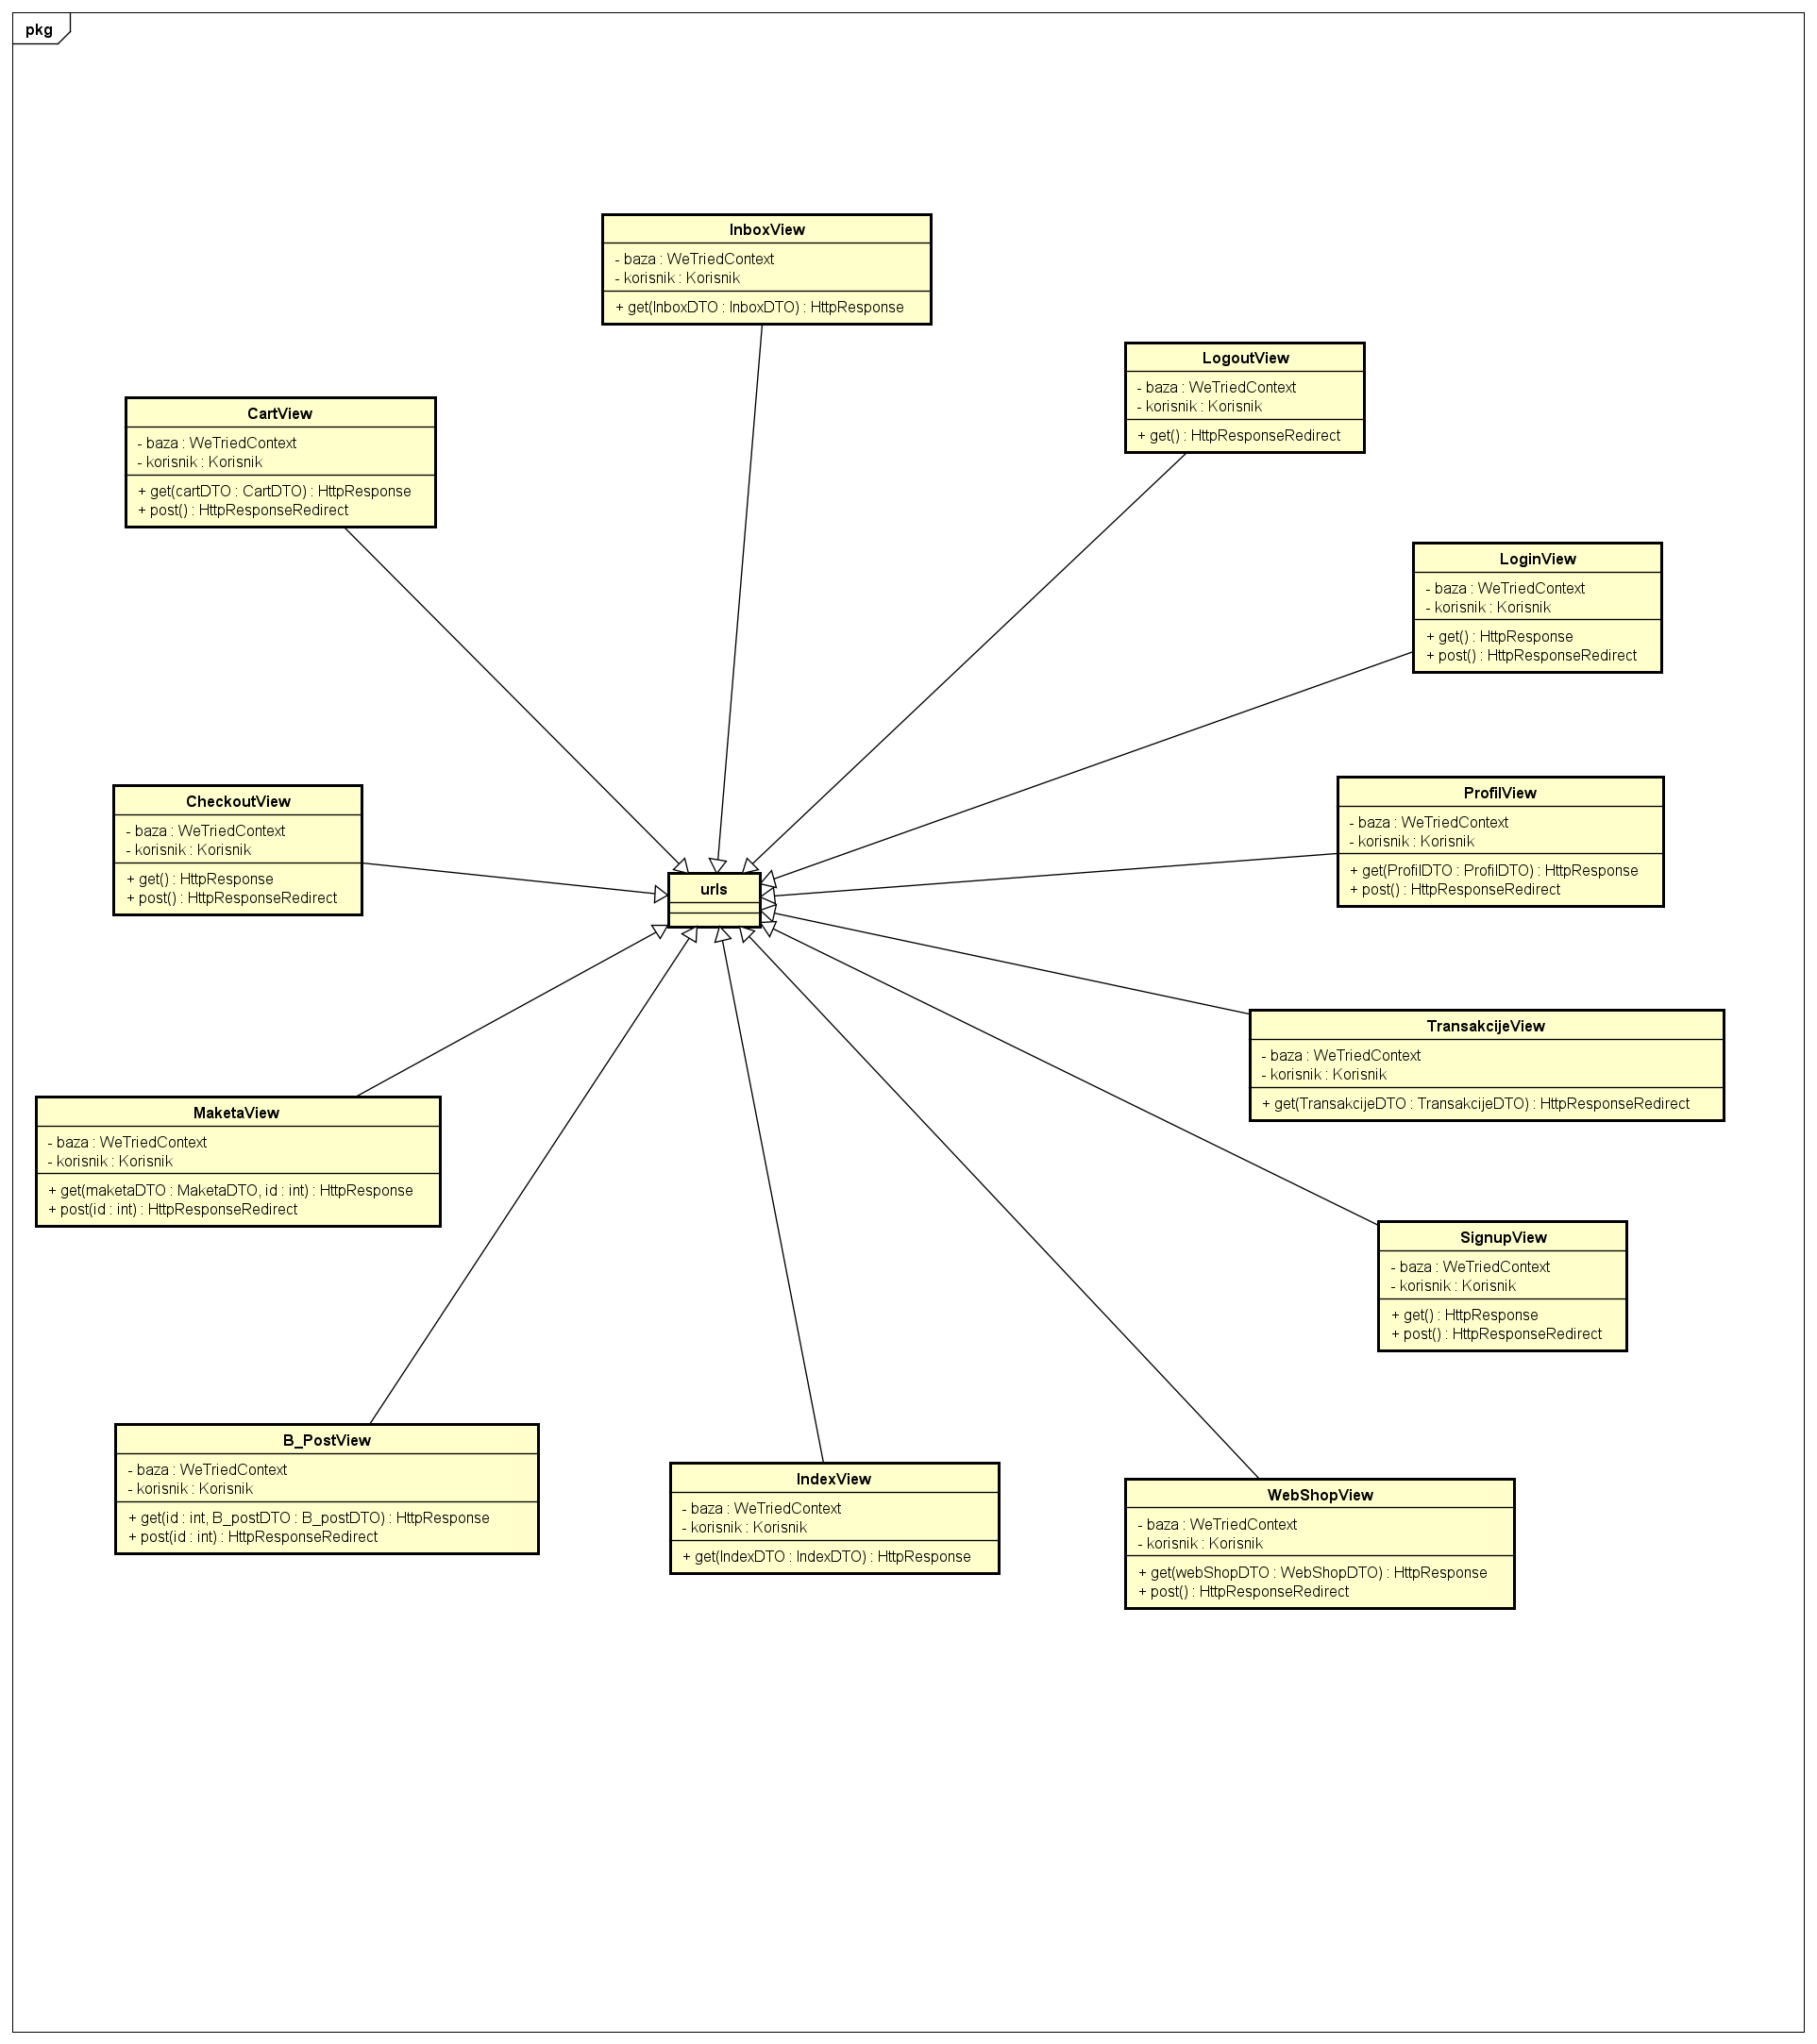 pkg
InboxView
- baza : WeTriedContext
- korisnik : Korisnik
+ get(InboxDTO : InboxDTO) : HttpResponse
LogoutView
- baza : WeTriedContext
- korisnik : Korisnik
+ get() : HttpResponseRedirect
CartView
- baza : WeTriedContext
- korisnik : Korisnik
+ get(cartDTO : CartDTO) : HttpResponse
+ post() : HttpResponseRedirect
LoginView
- baza : WeTriedContext
- korisnik : Korisnik
+ get() : HttpResponse
+ post() : HttpResponseRedirect
CheckoutView
- baza : WeTriedContext
- korisnik : Korisnik
+ get() : HttpResponse
+ post() : HttpResponseRedirect
urls
ProfilView
- baza : WeTriedContext
- korisnik : Korisnik
+ get(ProfilDTO : ProfilDTO) : HttpResponse
+ post() : HttpResponseRedirect
TransakcijeView
- baza : WeTriedContext
- korisnik : Korisnik
+ get(TransakcijeDTO : TransakcijeDTO) : HttpResponseRedirect
MaketaView
- baza : WeTriedContext
- korisnik : Korisnik
+ get(maketaDTO : MaketaDTO, id : int) : HttpResponse
+ post(id : int) : HttpResponseRedirect
SignupView
- baza : WeTriedContext
- korisnik : Korisnik
+ get() : HttpResponse
+ post() : HttpResponseRedirect
B_PostView
- baza : WeTriedContext
- korisnik : Korisnik
+ get(id : int, B_postDTO : B_postDTO) : HttpResponse
+ post(id : int) : HttpResponseRedirect
IndexView
- baza : WeTriedContext
- korisnik : Korisnik
+ get(IndexDTO : IndexDTO) : HttpResponse
WebShopView
- baza : WeTriedContext
- korisnik : Korisnik
+ get(webShopDTO : WebShopDTO) : HttpResponse
+ post() : HttpResponseRedirect